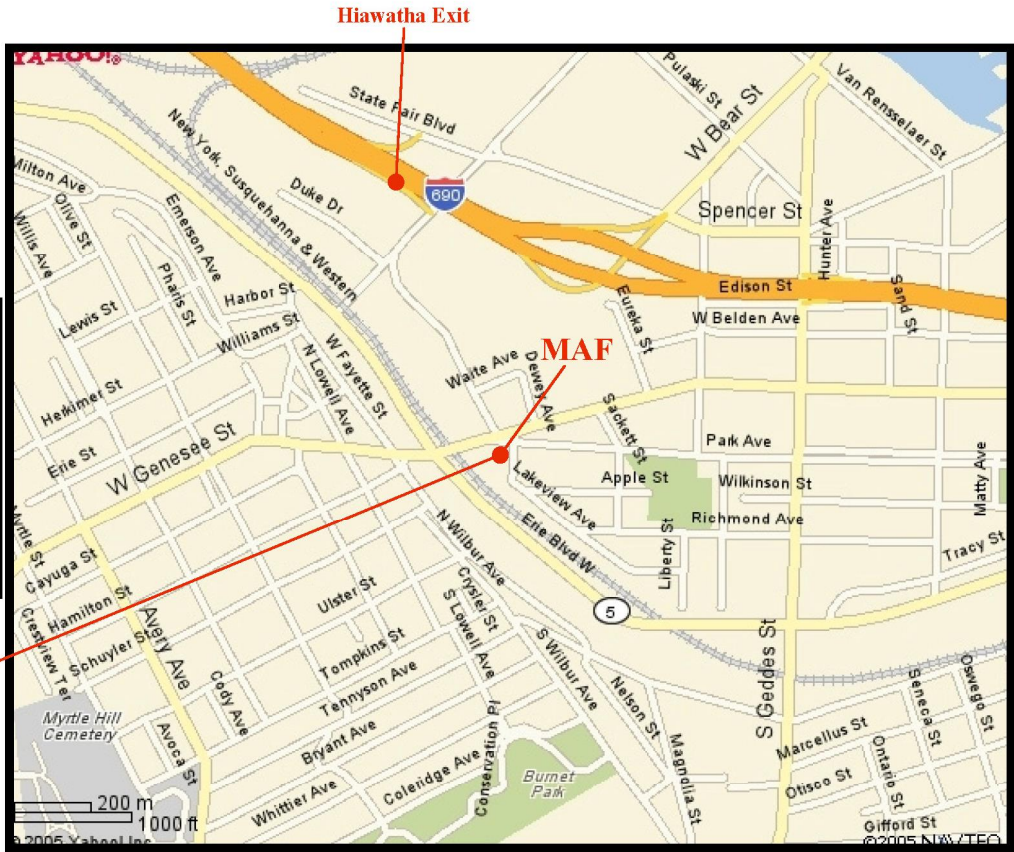 Hiawatha Exit
YAHOO!®
Pulaski St
Van Rensselaer St
State Fair Blvd
W Bear St
New York, Susquehanna & Western
Milton Ave
690
Duke Dr
Olive St
Emerson Ave
Spencer St
Willis Ave
Hunter Ave
Pharis St
Harbor St
Edison St
Sand St
Eureka St
Lewis St
W Belden Ave
Williams St
W Fayette St
N Lowell Ave
MAF
Waite Ave
Dewey Ave
Herkimer St
Sackett St
W Genesee St
Park Ave
Erie St
Matty Ave
Lakeview Ave
Apple St
Wilkinson St
Richmond Ave
Erie Blvd W
N Wilbur Ave
Myrtle St
Liberty St
Tracy St
Cayuga St
Crysler St
Ulster St
Hamilton St
S Lowell Ave
5
Crestview Ter
Avery Ave
Schuyler St
Tompkins St
S Wilbur Ave
S Geddes St
Tennyson Ave
Nelson St
Cody Ave
Seneca St
Oswego St
Myrtle Hill
Cemetery
Avoca St
Bryant Ave
Conservation Pl
Magnolia St
Marcellus St
Ontario St
Coleridge Ave
Burnet
Park
Otisco St
Whittier Ave
200 m
1000 ft
Gifford St
©2005 Yahoo! Inc
©2005 NAVTEQ